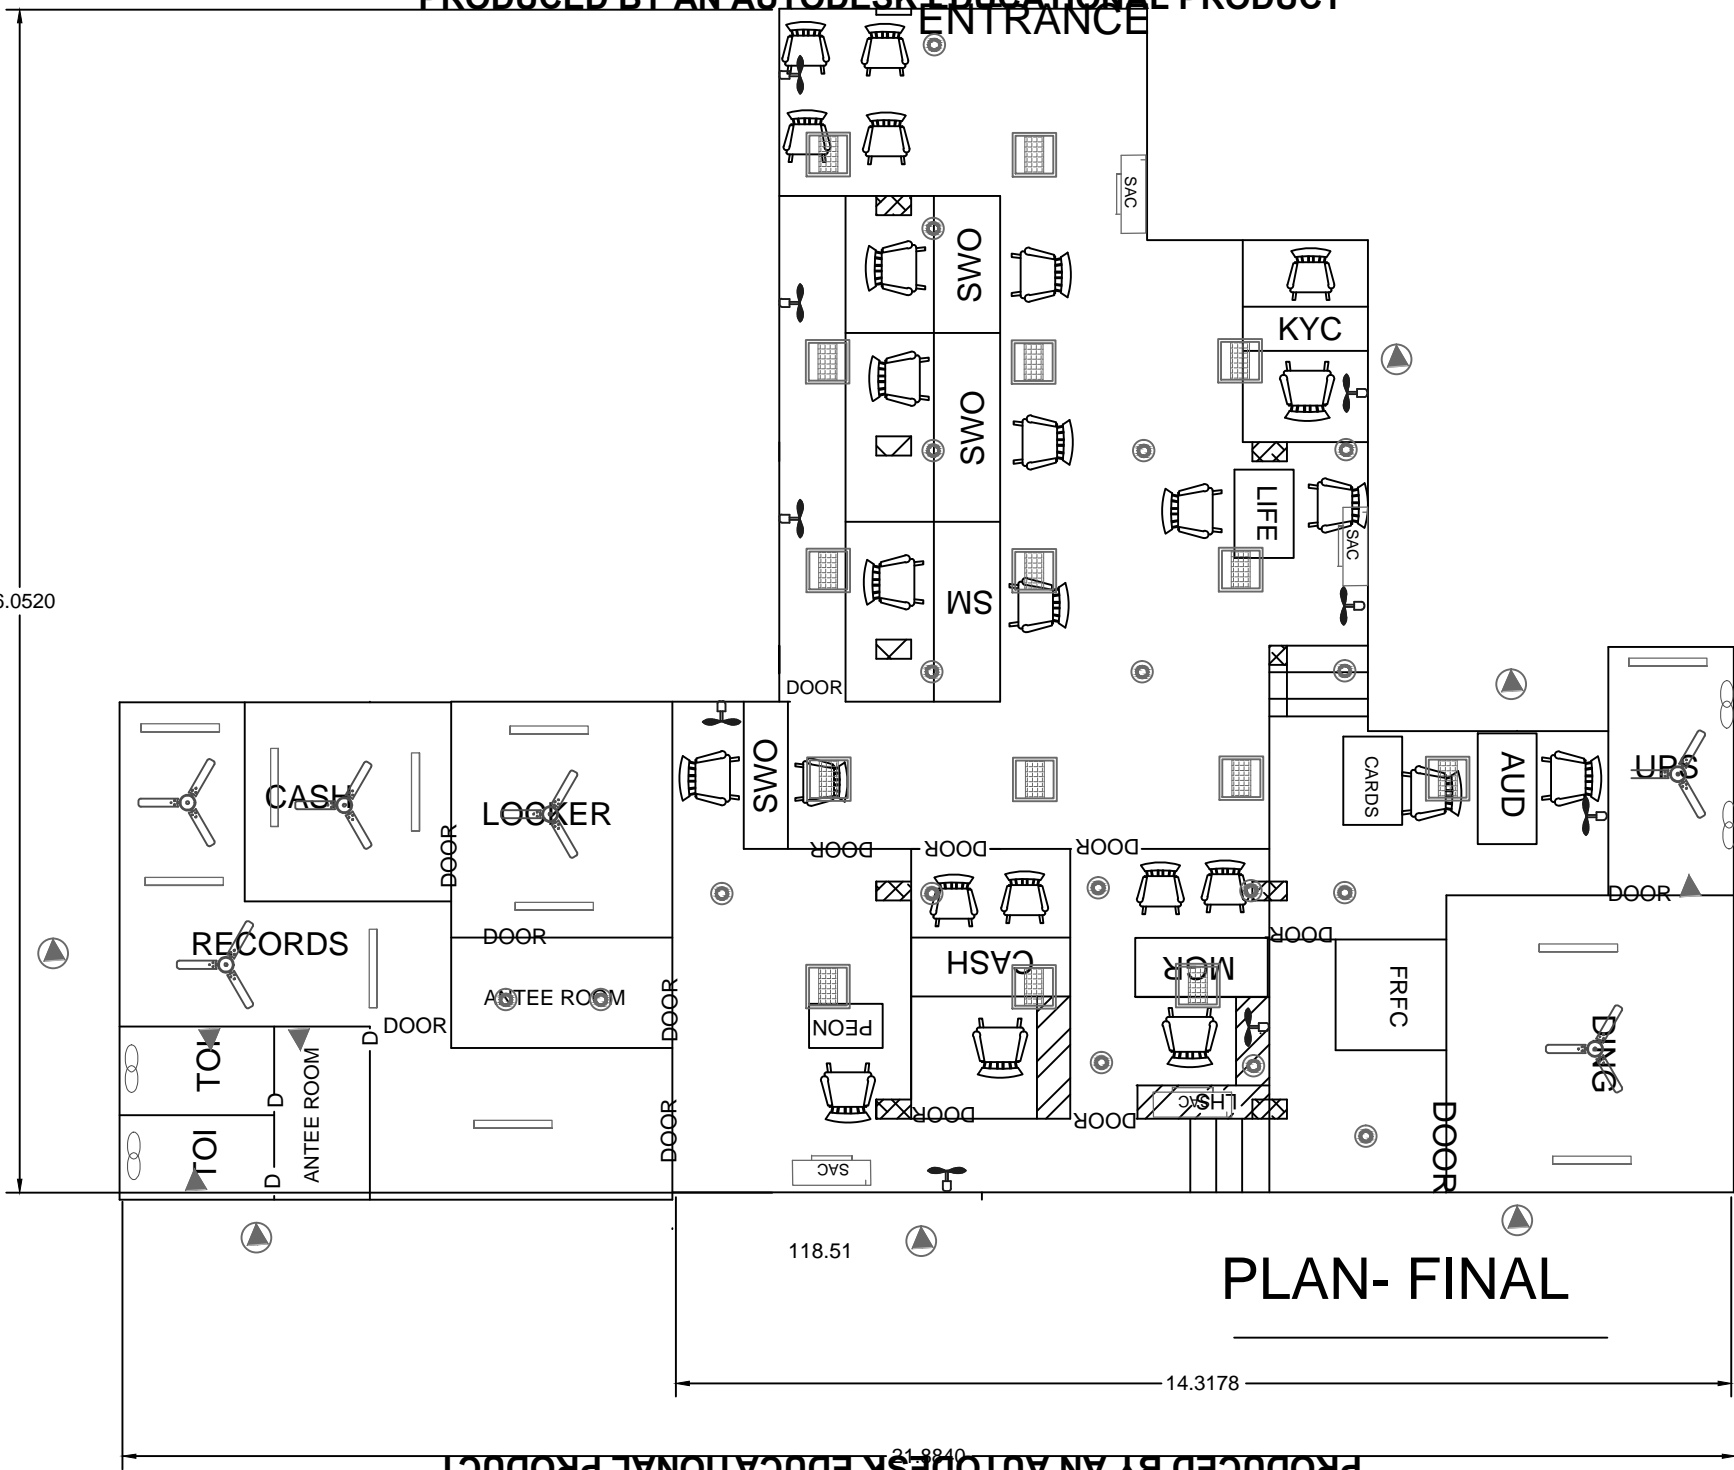 PRODUCED BY AN AUTODESK EDUCATIONAL PRODUCT
ENTRANCE
SAC
SWO
KYC
SWO
LIFE
SAC
SM
6.0520
DOOR
SWO
CARDS
AUD
UPS
CASH
LOCKER
DOOR
DOOR
DOOR
DOOR
DOOR
RECORDS
DOOR
DOOR
CASH
MGR
FRFC
ANTEE ROOM
DOOR
PEON
DOOR
D
TOI
ANTEE ROOM
DING
D
DOOR
DOOR
DOOR
SAC
LHS
DOOR
TOI
D
SAC
118.51
PLAN- FINAL
14.3178
21.8840
PRODUCED BY AN AUTODESK EDUCATIONAL PRODUCT